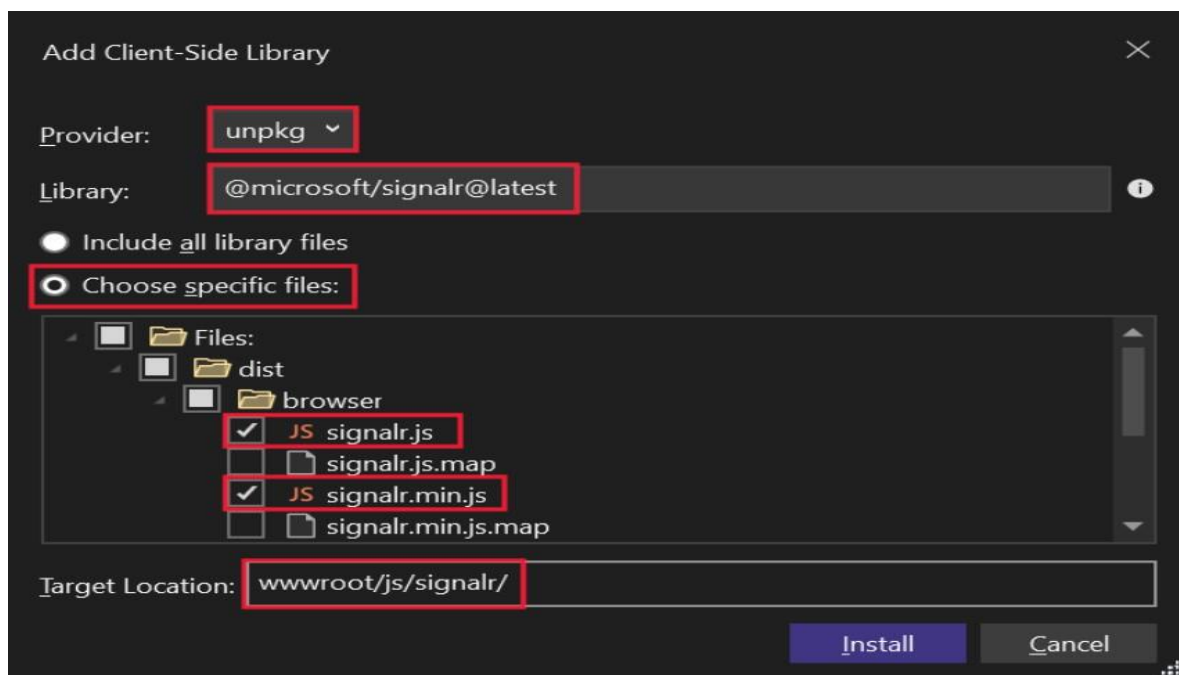 Add Client-Side Library
Provider: unpkg
Library: @microsoft/signalr@latest
Include all library files
Choose specific files:
Files:
dist
browser
JS signalr.js
signalr.js.map
JS signalr.min.js
signalr.min.js.map
Target Location: wwwroot/js/signalr/
Install Cancel